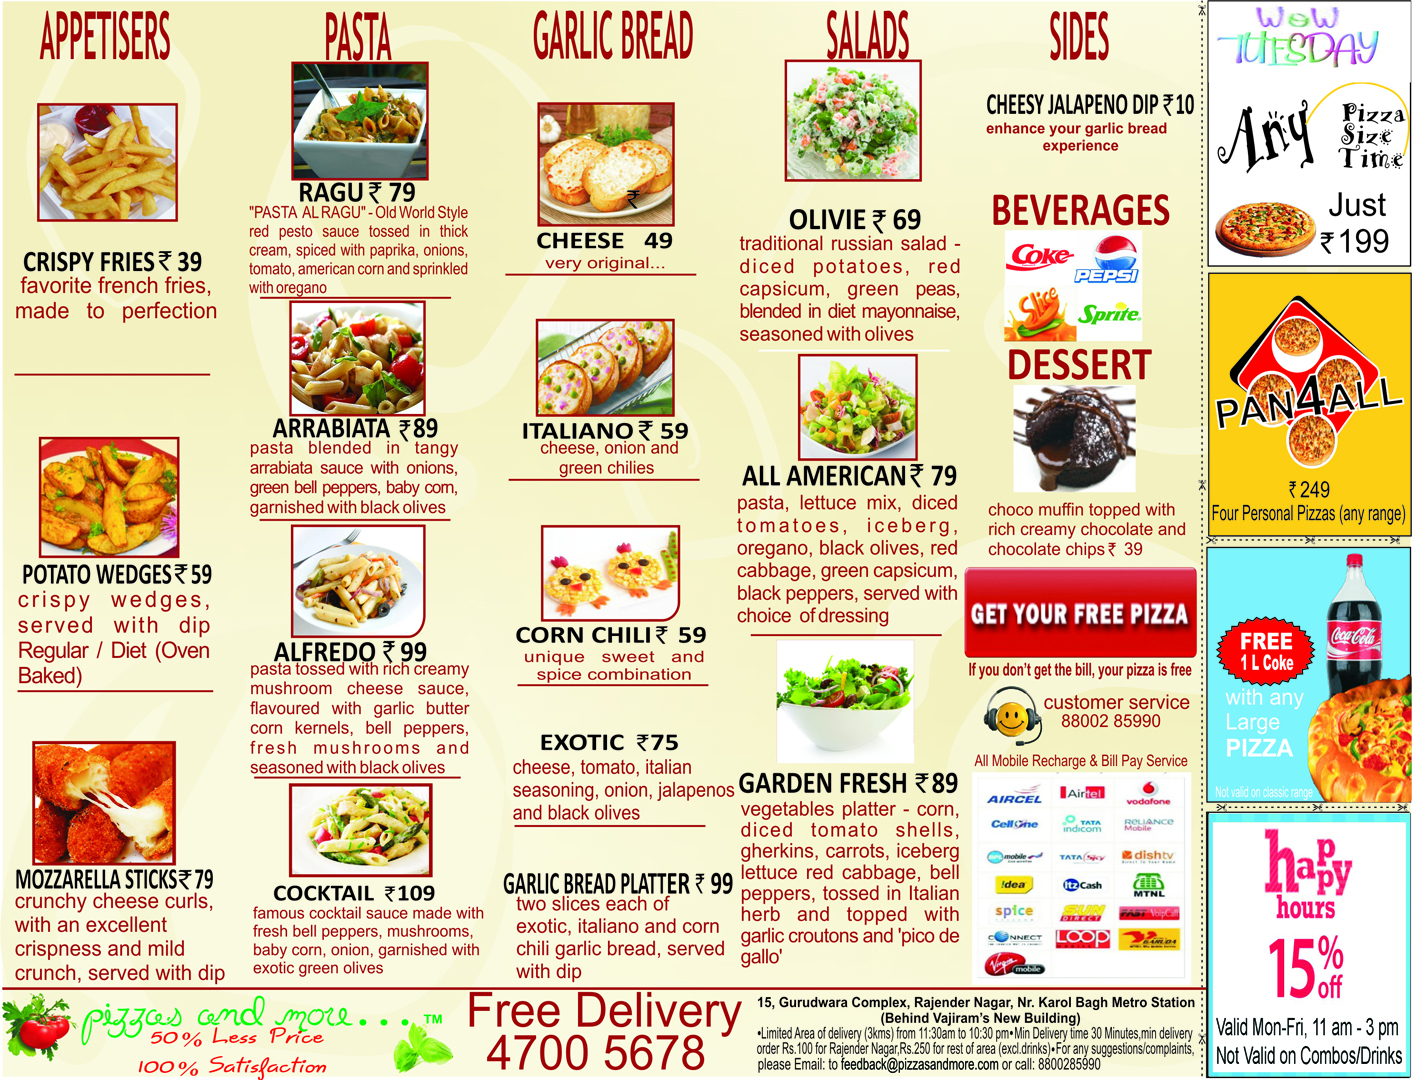 APPETISERS
CRISPY FRIES ₹ 39
favorite french fries,
made to perfection
POTATO WEDGES ₹ 59
crispy wedges,
served with dip
Regular / Diet (Oven
Baked)
MOZZARELLA STICKS ₹ 79
crunchy cheese curls,
with an excellent
crispness and mild
crunch, served with dip
PASTA
RAGU ₹ 79
"PASTA AL RAGU" - Old World Style
red pesto sauce tossed in thick
cream, spiced with paprika, onions,
tomato, american corn and sprinkled
with oregano
ARRABIATA ₹ 89
pasta blended in tangy
arrabiata sauce with onions,
green bell peppers, baby corn,
garnished with black olives
ALFREDO ₹ 99
pasta tossed with rich creamy
mushroom cheese sauce,
flavoured with garlic butter
corn kernels, bell peppers,
fresh mushrooms and
seasoned with black olives
COCKTAIL ₹109
famous cocktail sauce made with
fresh bell peppers, mushrooms,
baby corn, onion, garnished with
exotic green olives
GARLIC BREAD
₹
CHEESE 49
very original...
ITALIANO ₹ 59
cheese, onion and
green chilies
CORN CHILI ₹ 59
unique sweet and
spice combination
EXOTIC ₹75
cheese, tomato, italian
seasoning, onion, jalapenos
and black olives
GARLIC BREAD PLATTER ₹ 99
two slices each of
exotic, italiano and corn
chili garlic bread, served
with dip
SALADS
OLIVIE ₹ 69
traditional russian salad -
diced potatoes, red
capsicum, green peas,
blended in diet mayonnaise,
seasoned with olives
ALL AMERICAN ₹ 79
pasta, lettuce mix, diced
tomatoes, iceberg,
oregano, black olives, red
cabbage, green capsicum,
black peppers, served with
choice of dressing
GARDEN FRESH ₹ 89
vegetables platter - corn,
diced tomato shells,
gherkins, carrots, iceberg
lettuce red cabbage, bell
peppers, tossed in Italian
herb and topped with
garlic croutons and 'pico de
gallo'
SIDES
CHEESY JALAPENO DIP ₹ 10
enhance your garlic bread
experience
BEVERAGES
Coke
PEPSI
Slice
Sprite
DESSERT
choco muffin topped with
rich creamy chocolate and
chocolate chips ₹ 39
GET YOUR FREE PIZZA
If you don't get the bill, your pizza is free
customer service
88002 85990
All Mobile Recharge & Bill Pay Service
AIRCEL Airtel vodafone
CellOne TATA indicom RELIANCE Mobile
mobile TATA Sky dishtv
!dea ItzCash MTNL
spice SUN DIRECT
CONNECT LOOP
Virgin mobile
WOW
TUESDAY
Any
Pizza
Size
Time
Just
₹199
PAN4ALL
₹ 249
Four Personal Pizzas (any range)
FREE
1 L Coke
Coca-Cola
with any
Large
PIZZA
Not valid on classic range
happy
hours
15% off
Valid Mon-Fri, 11 am - 3 pm
Not Valid on Combos/Drinks
pizzas and more...™
50% Less Price
100% Satisfaction
Free Delivery
4700 5678
15, Gurudwara Complex, Rajender Nagar, Nr. Karol Bagh Metro Station
(Behind Vajiram's New Building)
•Limited Area of delivery (3kms) from 11:30am to 10:30 pm•Min Delivery time 30 Minutes,min delivery
order Rs.100 for Rajender Nagar,Rs.250 for rest of area (excl.drinks)•For any suggestions/complaints,
please Email: to feedback@pizzasandmore.com or call: 8800285990